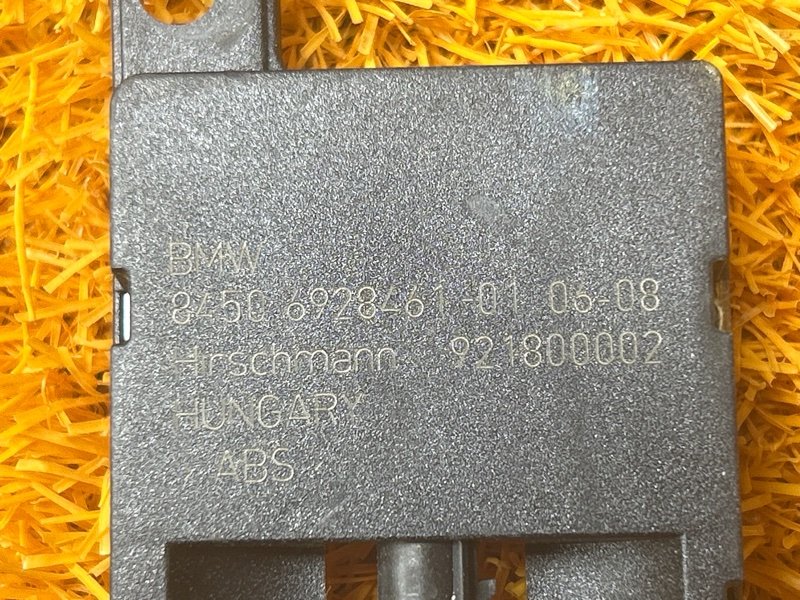 BMW
8450 6928461-01 06-08
Hirschmann 921800002
HUNGARY
ABS